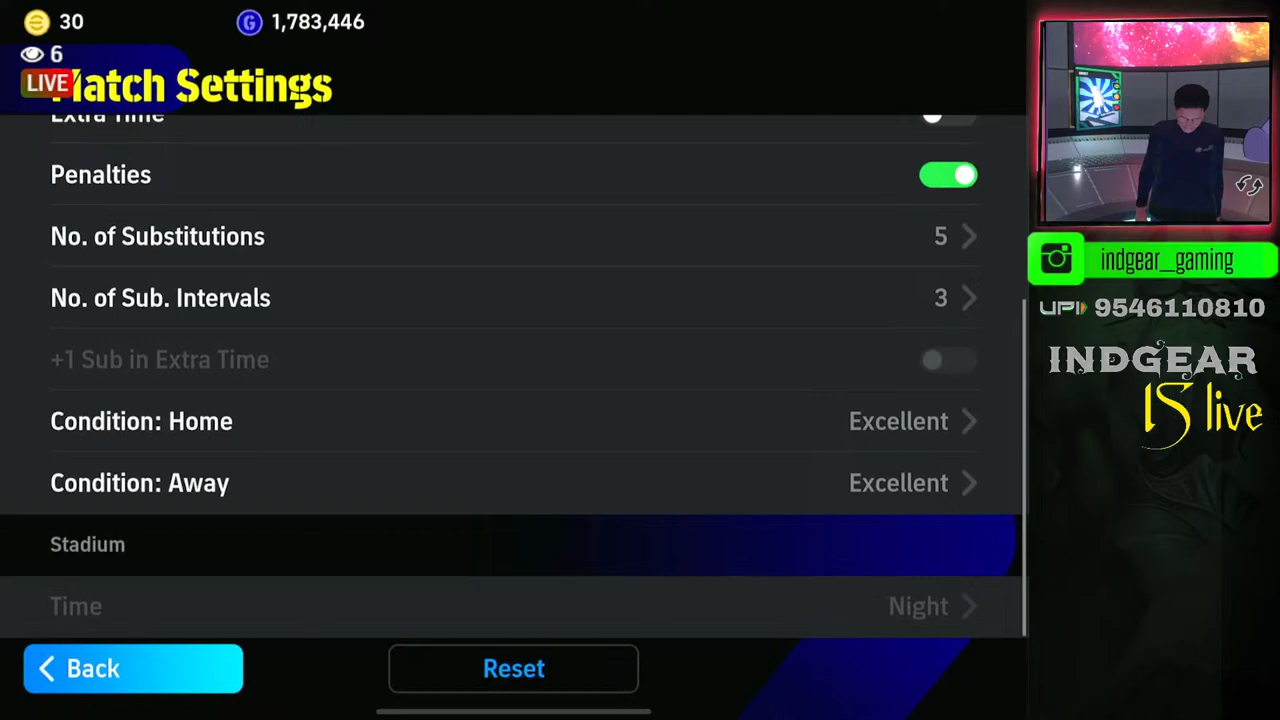 30
G 1,783,446
6
LIVE
Match Settings
Extra Time
Penalties
No. of Substitutions 5
No. of Sub. Intervals 3
+1 Sub in Extra Time
Condition: Home Excellent
Condition: Away Excellent
Stadium
Time Night
Back
Reset
indgear_gaming
UPI 9546110810
INDGEAR
IS live